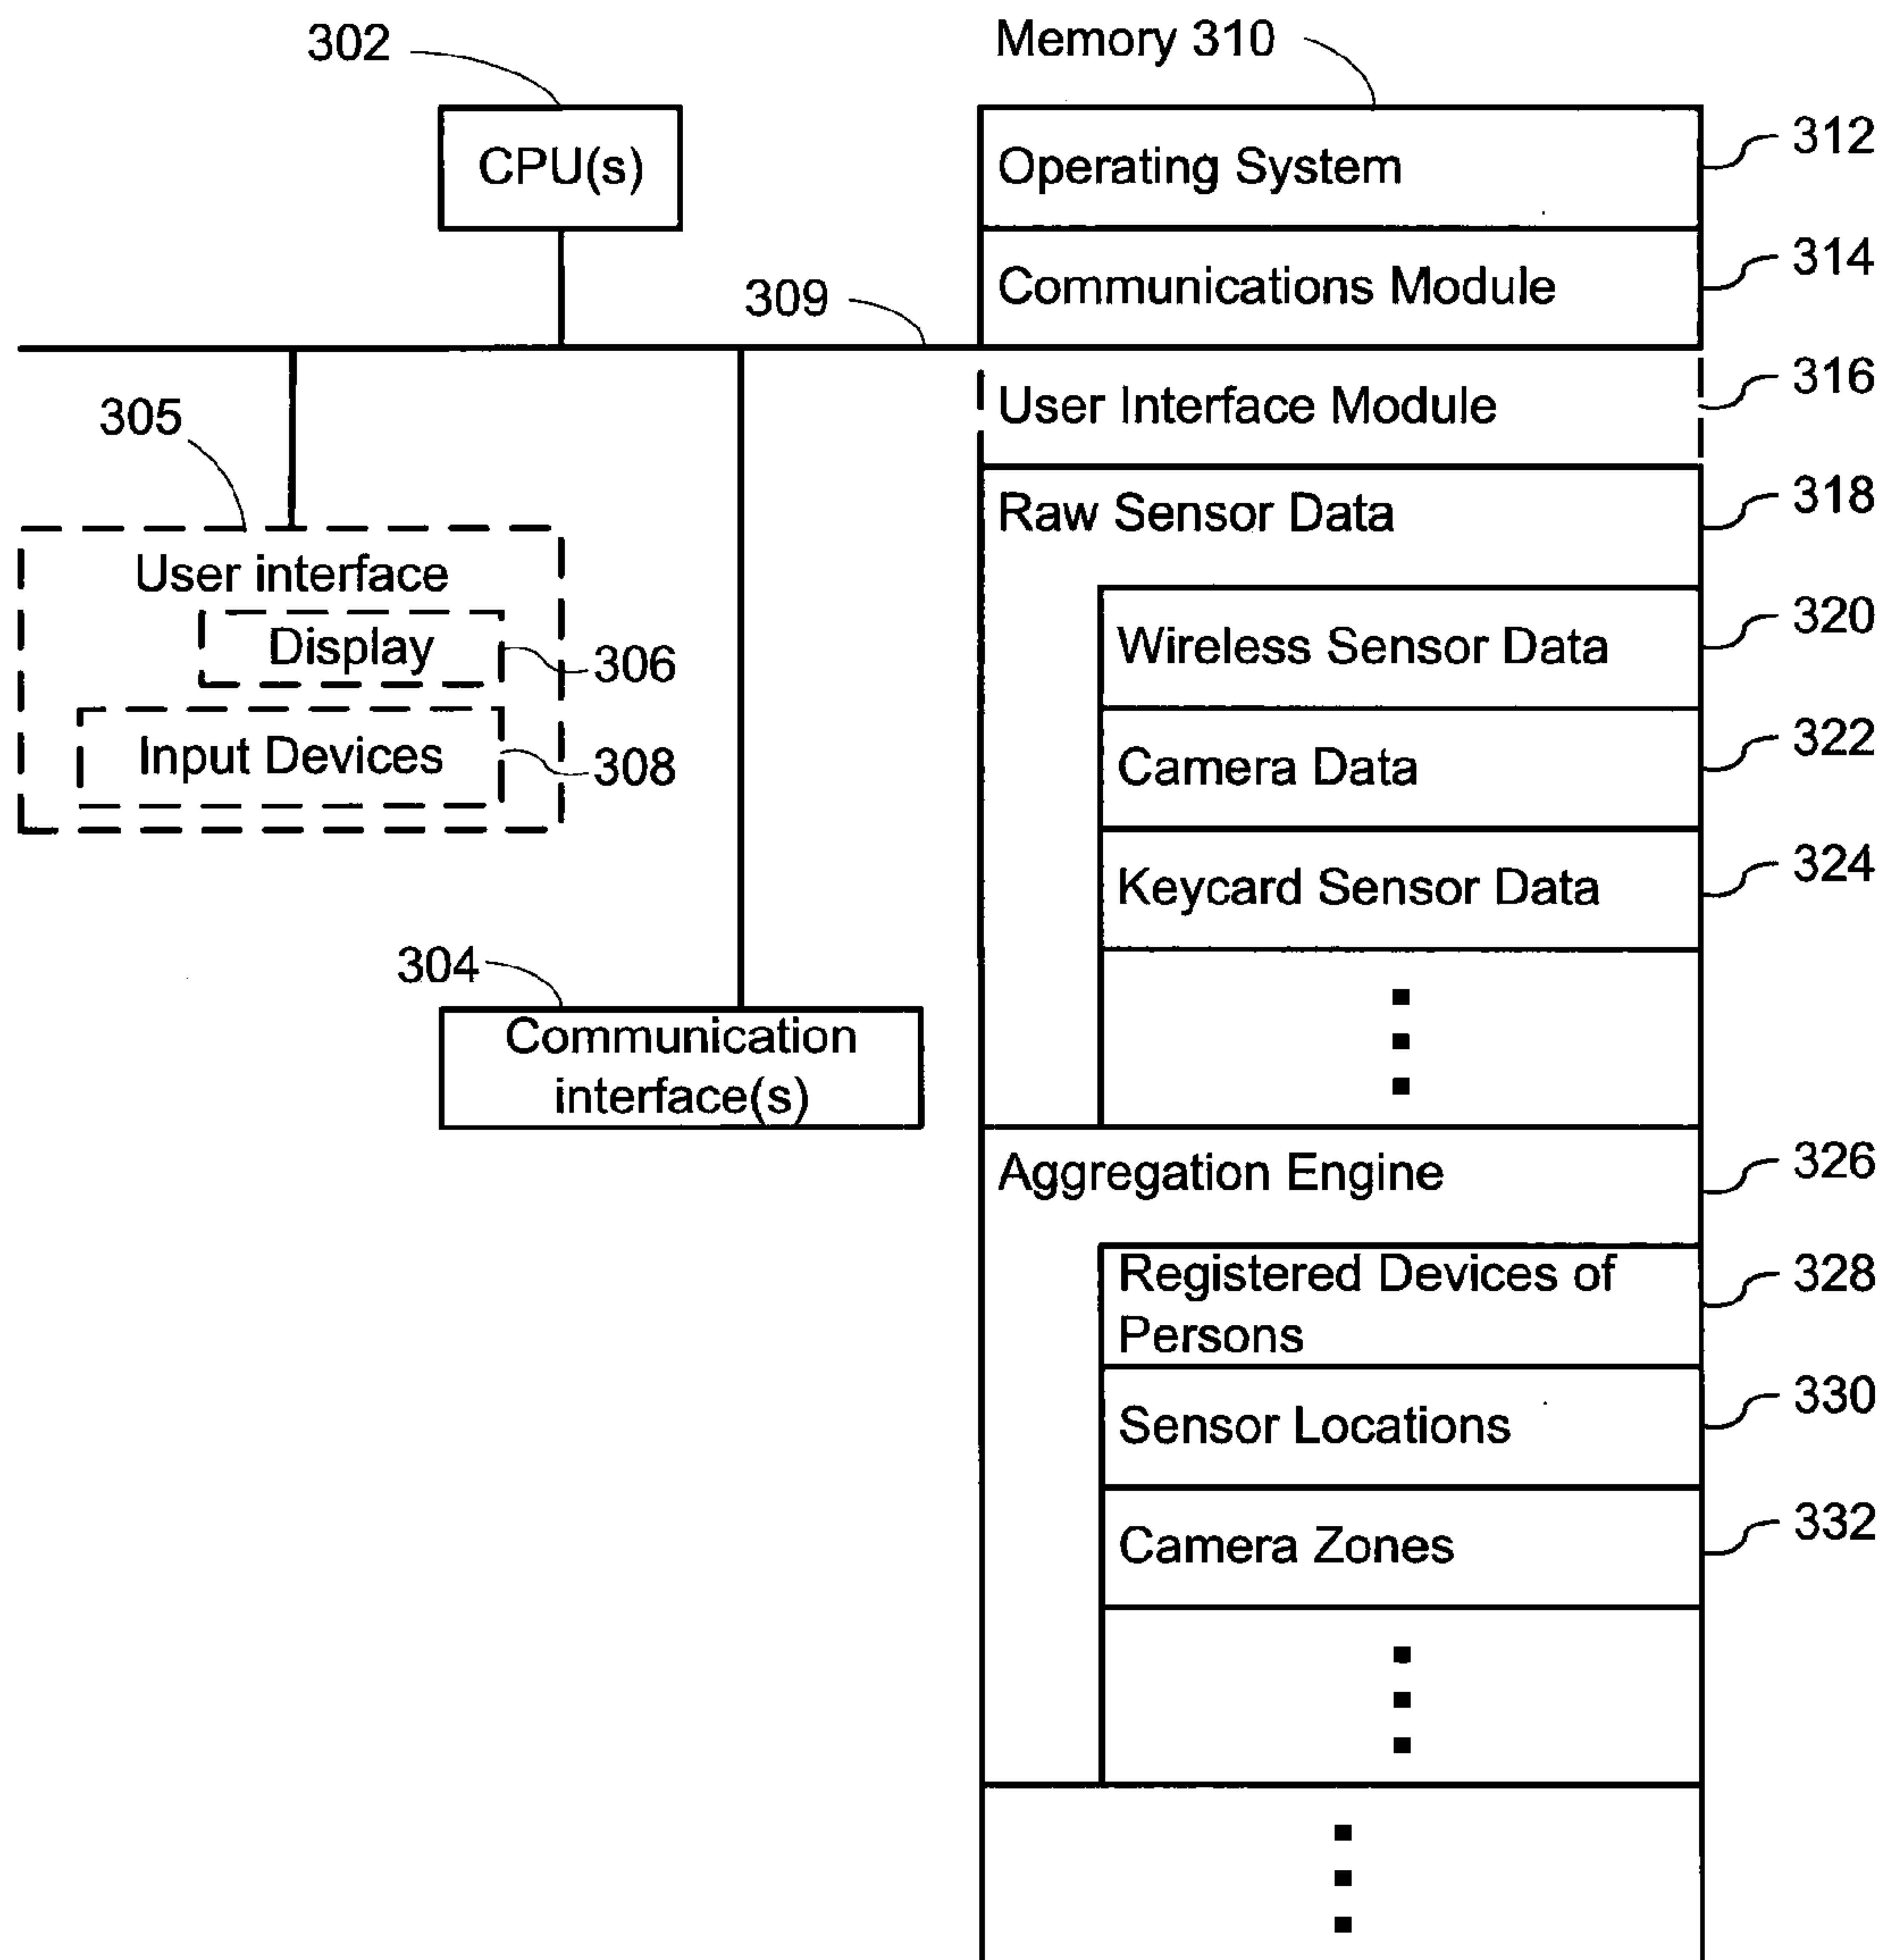 302
CPU(s)
309
305
User interface
Display
306
Input Devices
308
304
Communication
interface(s)
Memory 310
Operating System
312
Communications Module
314
User Interface Module
316
Raw Sensor Data
318
Wireless Sensor Data
320
Camera Data
322
Keycard Sensor Data
324
Aggregation Engine
326
Registered Devices of
Persons
328
Sensor Locations
330
Camera Zones
332